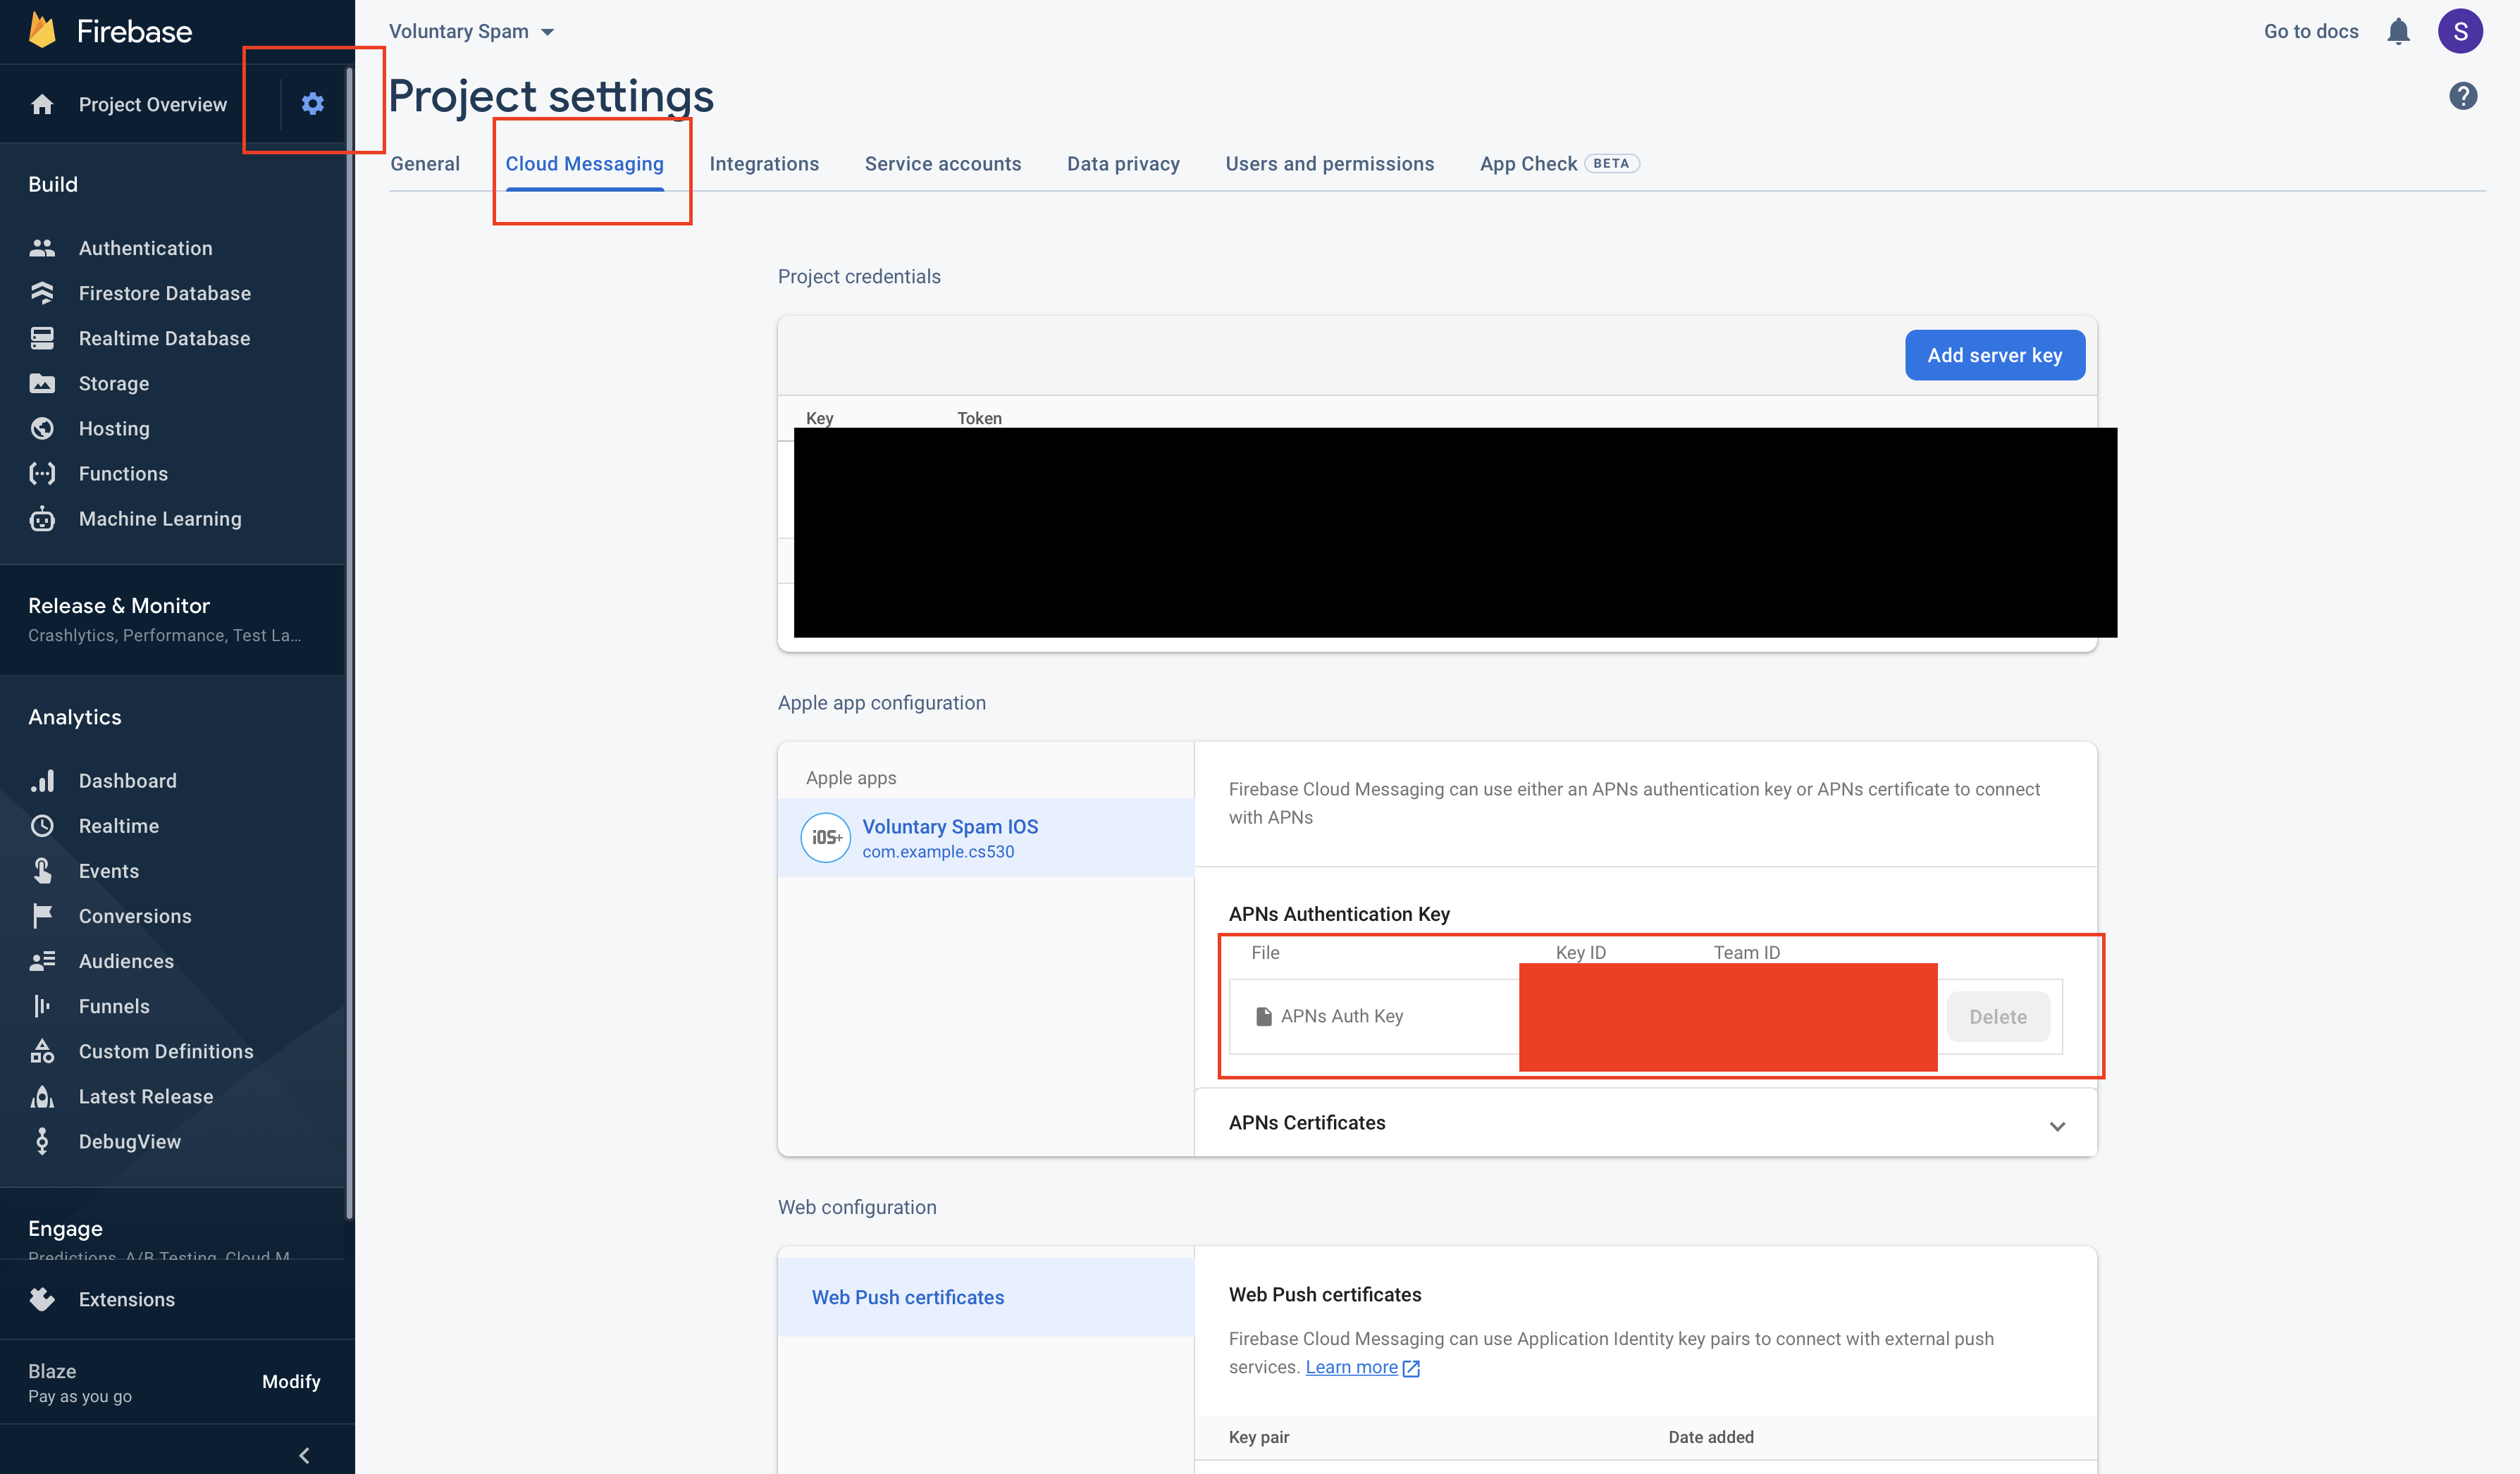 Firebase
Project Overview
Build
Authentication
Firestore Database
Realtime Database
Storage
Hosting
Functions
Machine Learning
Release & Monitor
Crashlytics, Performance, Test La...
Analytics
Dashboard
Realtime
Events
Conversions
Audiences
Funnels
Custom Definitions
Latest Release
DebugView
Engage
Predictions, A/B Testing, Cloud M
Extensions
Blaze
Pay as you go
Modify
Voluntary Spam
Go to docs
S
Project settings
?
General Cloud Messaging Integrations Service accounts Data privacy Users and permissions App Check BETA
Project credentials
Add server key
Key Token
Apple app configuration
Apple apps
iOS+
Voluntary Spam IOS
com.example.cs530
Firebase Cloud Messaging can use either an APNs authentication key or APNs certificate to connect
with APNs
APNs Authentication Key
File Key ID Team ID
APNs Auth Key
Delete
APNs Certificates
Web configuration
Web Push certificates
Web Push certificates
Firebase Cloud Messaging can use Application Identity key pairs to connect with external push
services. Learn more
Key pair Date added